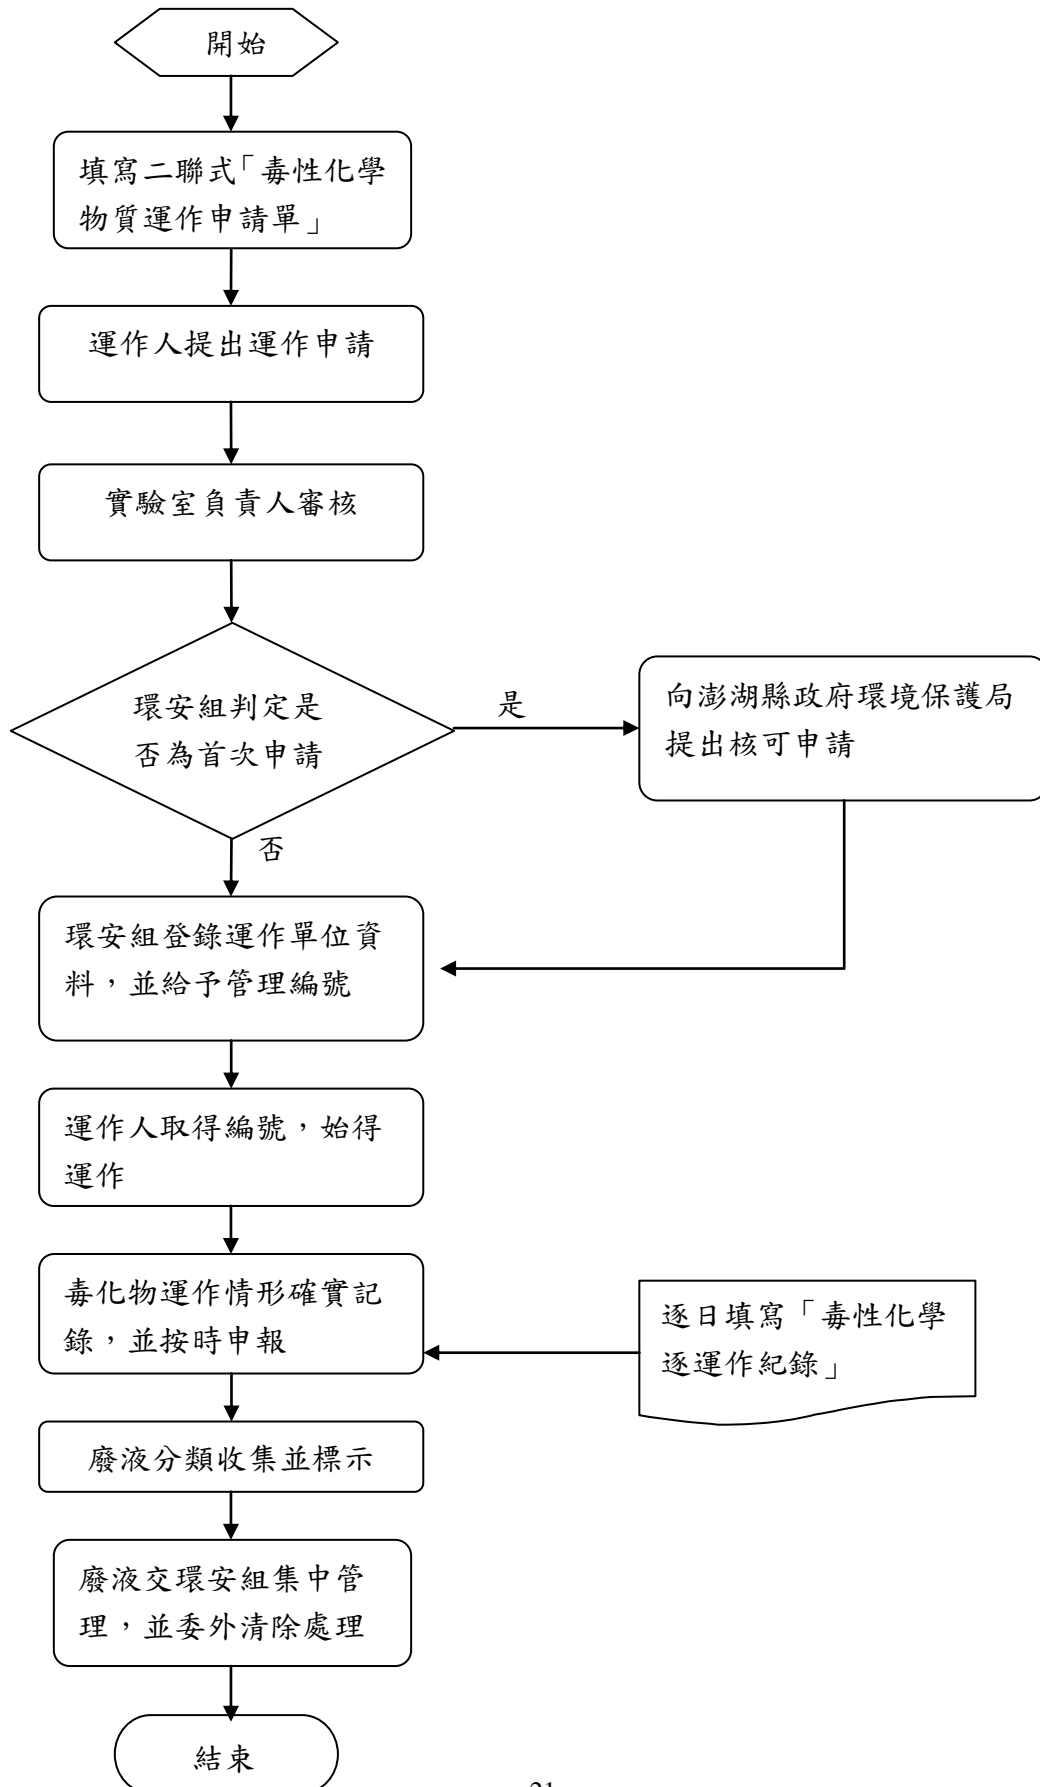 開始
填寫二聯式「毒性化學
物質運作申請單」
運作人提出運作申請
實驗室負責人審核
環安組判定是
否為首次申請
是
向澎湖縣政府環境保護局
提出核可申請
否
環安組登錄運作單位資
料,並給予管理編號
運作人取得編號,始得
運作
毒化物運作情形確實記
錄,並按時申報
逐日填寫「毒性化學
逐運作紀錄」
廢液分類收集並標示
廢液交環安組集中管
理,並委外清除處理
結束